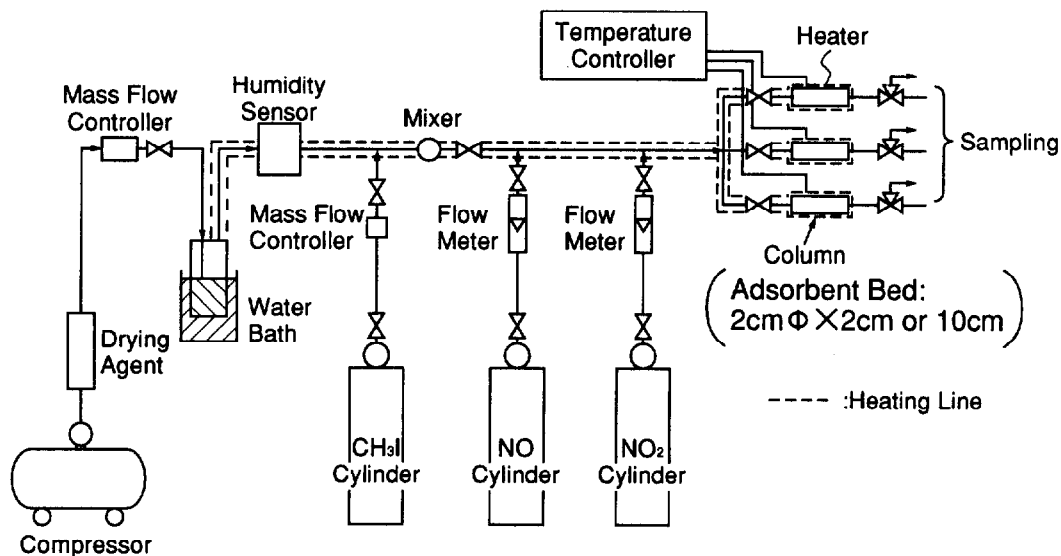 Temperature
Controller
Heater
Mass Flow
Controller
Humidity
Sensor
Mixer
Sampling
Mass Flow
Controller
Flow
Meter
Flow
Meter
Column
(Adsorbent Bed:
2cmΦ×2cm or 10cm)
Water
Bath
Drying
Agent
:Heating Line
CH₃I
Cylinder
NO
Cylinder
NO₂
Cylinder
Compressor